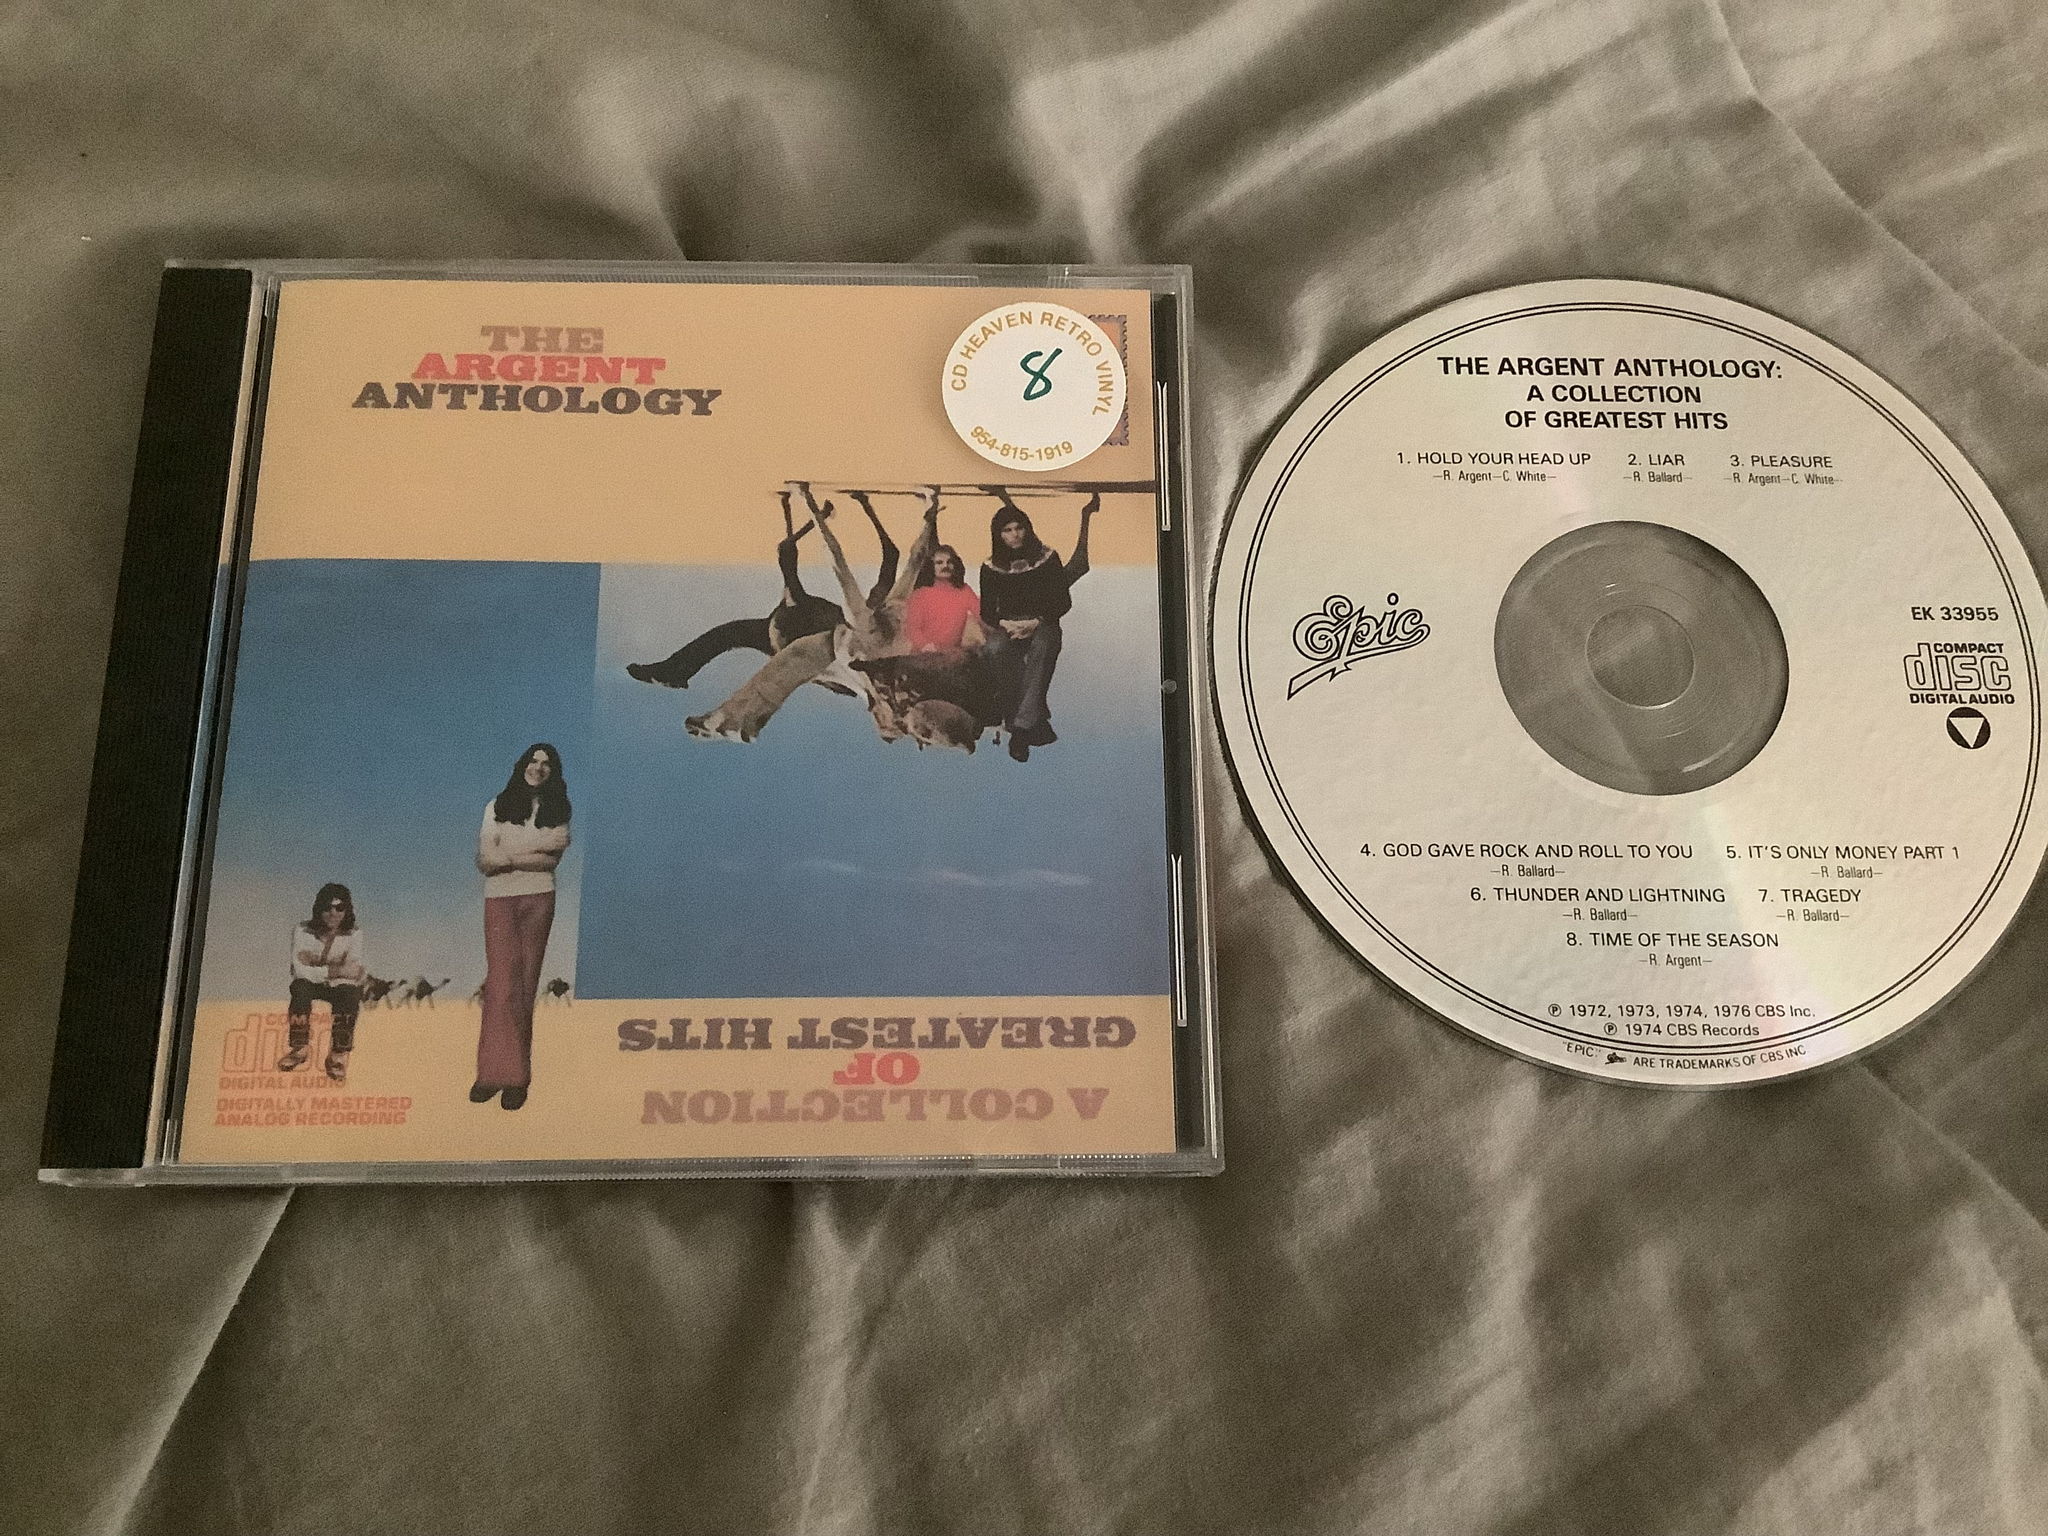 THE
ARGENT
ANTHOLOGY
CD HEAVEN RETRO VINYL
8
954-815-1919
COMPACT
disc
DIGITAL AUDIO
DIGITALLY MASTERED
ANALOG RECORDING
A COLLECTION
OF
GREATEST HITS
THE ARGENT ANTHOLOGY:
A COLLECTION
OF GREATEST HITS
1. HOLD YOUR HEAD UP 2. LIAR 3. PLEASURE
—R. Argent—C. White— —R. Ballard— —R. Argent—C. White—
Epic
EK 33955
COMPACT
disc
DIGITAL AUDIO
4. GOD GAVE ROCK AND ROLL TO YOU 5. IT'S ONLY MONEY PART 1
—R. Ballard— —R. Ballard—
6. THUNDER AND LIGHTNING 7. TRAGEDY
—R. Ballard— —R. Ballard—
8. TIME OF THE SEASON
—R. Argent—
℗ 1972, 1973, 1974, 1976 CBS Inc.
℗ 1974 CBS Records
"EPIC," ARE TRADEMARKS OF CBS INC.